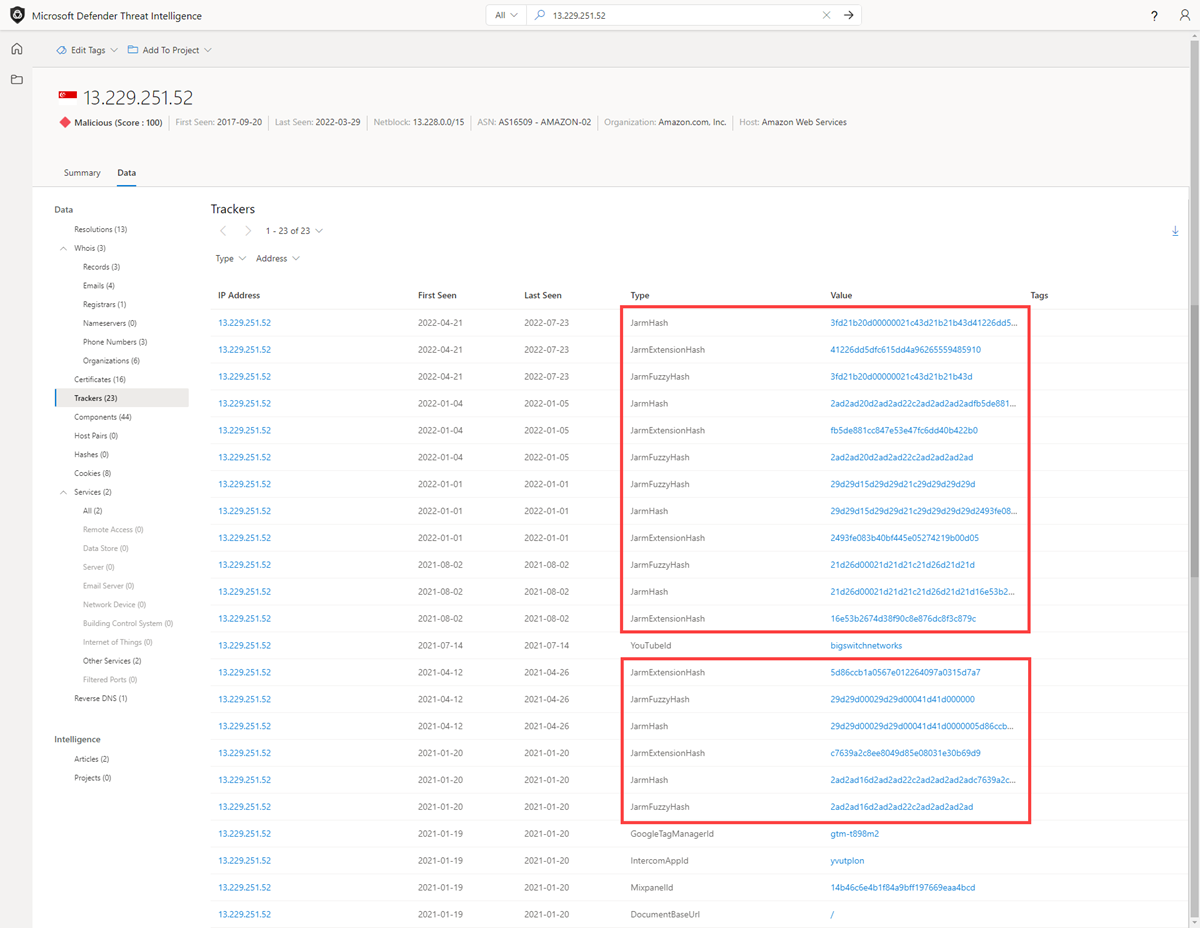 Microsoft Defender Threat Intelligence All 13.229.251.52 ?
Edit Tags Add To Project
13.229.251.52
Malicious (Score : 100) First Seen: 2017-09-20 Last Seen: 2022-03-29 Netblock: 13.228.0.0/15 ASN: AS16509 - AMAZON-02 Organization: Amazon.com, Inc. Host: Amazon Web Services
Summary Data
Data
Resolutions (13)
Whois (3)
Records (3)
Emails (4)
Registrars (1)
Nameservers (0)
Phone Numbers (3)
Organizations (6)
Certificates (16)
Trackers (23)
Components (44)
Host Pairs (0)
Hashes (0)
Cookies (8)
Services (2)
All (2)
Remote Access (0)
Data Store (0)
Server (0)
Email Server (0)
Network Device (0)
Building Control System (0)
Internet of Things (0)
Other Services (2)
Filtered Ports (0)
Reverse DNS (1)
Intelligence
Articles (2)
Projects (0)
Trackers
1 - 23 of 23
Type Address
IP Address First Seen Last Seen Type Value Tags
13.229.251.52 2022-04-21 2022-07-23 JarmHash 3fd21b20d00000021c43d21b21b43d41226dd5...
13.229.251.52 2022-04-21 2022-07-23 JarmExtensionHash 41226dd5dfc615dd4a96265559485910
13.229.251.52 2022-04-21 2022-07-23 JarmFuzzyHash 3fd21b20d00000021c43d21b21b43d
13.229.251.52 2022-01-04 2022-01-05 JarmHash 2ad2ad20d2ad2ad22c2ad2ad2ad2adfb5de881...
13.229.251.52 2022-01-04 2022-01-05 JarmExtensionHash fb5de881cc847e53e47fc6dd40b422b0
13.229.251.52 2022-01-04 2022-01-05 JarmFuzzyHash 2ad2ad20d2ad2ad22c2ad2ad2ad2ad
13.229.251.52 2022-01-01 2022-01-01 JarmFuzzyHash 29d29d15d29d29d21c29d29d29d29d
13.229.251.52 2022-01-01 2022-01-01 JarmHash 29d29d15d29d29d21c29d29d29d29d2493fe08...
13.229.251.52 2022-01-01 2022-01-01 JarmExtensionHash 2493fe083b40bf445e05274219b00d05
13.229.251.52 2021-08-02 2021-08-02 JarmFuzzyHash 21d26d00021d21d21c21d26d21d21d
13.229.251.52 2021-08-02 2021-08-02 JarmHash 21d26d00021d21d21c21d26d21d21d16e53b2...
13.229.251.52 2021-08-02 2021-08-02 JarmExtensionHash 16e53b2674d38f90c8e876dc8f3c879c
13.229.251.52 2021-07-14 2021-07-14 YouTubeId bigswitchnetworks
13.229.251.52 2021-04-12 2021-04-26 JarmExtensionHash 5d86ccb1a0567e012264097a0315d7a7
13.229.251.52 2021-04-12 2021-04-26 JarmFuzzyHash 29d29d00029d29d00041d41d000000
13.229.251.52 2021-04-12 2021-04-26 JarmHash 29d29d00029d29d00041d41d0000005d86ccb...
13.229.251.52 2021-01-20 2021-01-20 JarmExtensionHash c7639a2c8ee8049d85e08031e30b69d9
13.229.251.52 2021-01-20 2021-01-20 JarmHash 2ad2ad16d2ad2ad22c2ad2ad2ad2adc7639a2c...
13.229.251.52 2021-01-20 2021-01-20 JarmFuzzyHash 2ad2ad16d2ad2ad22c2ad2ad2ad2ad
13.229.251.52 2021-01-19 2021-01-20 GoogleTagManagerId gtm-t898m2
13.229.251.52 2021-01-19 2021-01-20 IntercomAppId yvutplon
13.229.251.52 2021-01-19 2021-01-20 MixpanelId 14b46c6e4b1f84a9bff197669eaa4bcd
13.229.251.52 2021-01-19 2021-01-20 DocumentBaseUrl /